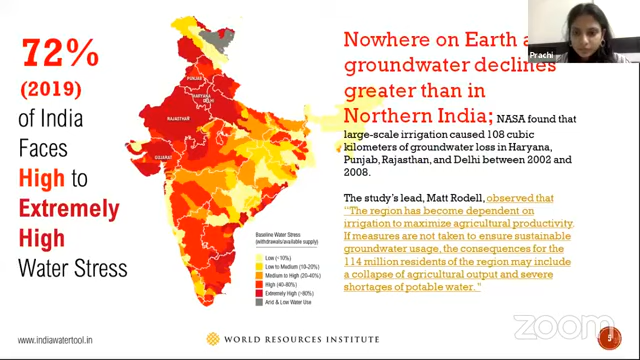 72%
(2019)
of India
Faces
High to
Extremely
High
Water Stress
PUNJAB
HARYANA
DELHI
RAJASTHAN
GUJARAT
Baseline Water Stress
(withdrawals/available supply)
Low (<10%)
Low to Medium (10-20%)
Medium to High (20-40%)
High (40-80%)
Extremely High (>80%)
Arid & Low Water Use
Nowhere on Earth a
groundwater declines
greater than in
Northern India; NASA found that
large-scale irrigation caused 108 cubic
kilometers of groundwater loss in Haryana,
Punjab, Rajasthan, and Delhi between 2002 and
2008.
The study's lead, Matt Rodell, observed that
"The region has become dependent on
irrigation to maximize agricultural productivity.
If measures are not taken to ensure sustainable
groundwater usage, the consequences for the
114 million residents of the region may include
a collapse of agricultural output and severe
shortages of potable water."
Prachi
www.indiawatertool.in
WORLD RESOURCES INSTITUTE
zoom